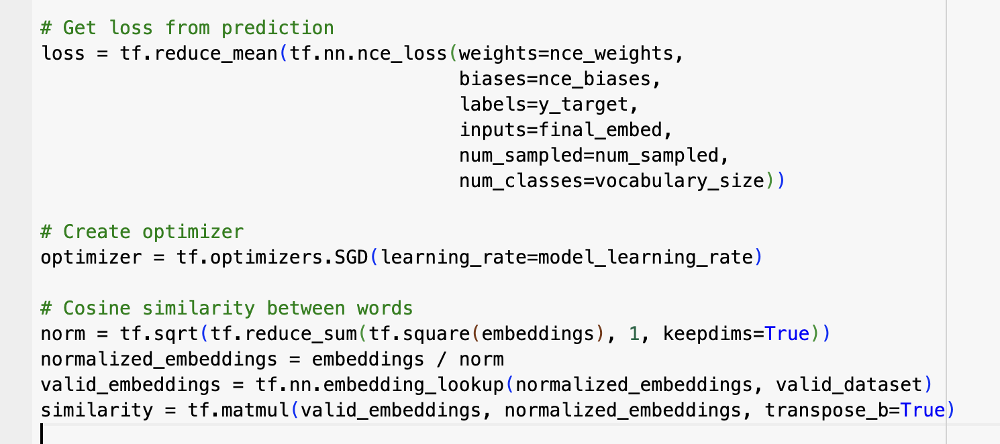 # Get loss from prediction
loss = tf.reduce_mean(tf.nn.nce_loss(weights=nce_weights,
                                     biases=nce_biases,
                                     labels=y_target,
                                     inputs=final_embed,
                                     num_sampled=num_sampled,
                                     num_classes=vocabulary_size))

# Create optimizer
optimizer = tf.optimizers.SGD(learning_rate=model_learning_rate)

# Cosine similarity between words
norm = tf.sqrt(tf.reduce_sum(tf.square(embeddings), 1, keepdims=True))
normalized_embeddings = embeddings / norm
valid_embeddings = tf.nn.embedding_lookup(normalized_embeddings, valid_dataset)
similarity = tf.matmul(valid_embeddings, normalized_embeddings, transpose_b=True)